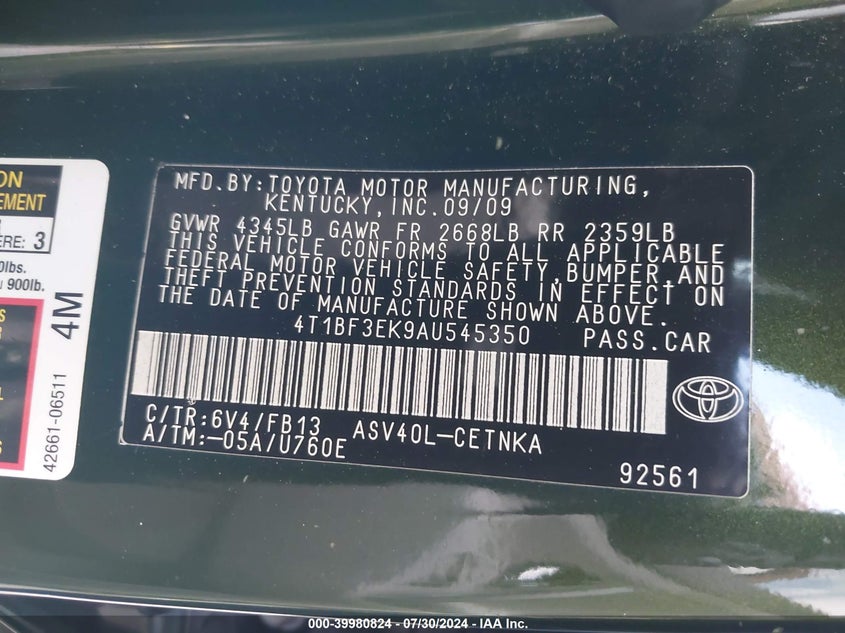 ON
EMENT
ERE: 3
0lbs.
900lb.
4M
42661-06511
MFD.BY:TOYOTA MOTOR MANUFACTURING,
KENTUCKY, INC.09/09
GVWR 4345LB GAWR FR 2668LB RR 2359LB
THIS VEHICLE CONFORMS TO ALL APPLICABLE
FEDERAL MOTOR VEHICLE SAFETY,BUMPER,AND
THEFT PREVENTION STANDARDS IN EFFECT ON
THE DATE OF MANUFACTURE SHOWN ABOVE.
4T1BF3EK9AU545350 PASS.CAR
C/TR:6V4/FB13 ASV40L-CETNKA
A/TM:-05A/U760E
92561
000-39980824 - 07/30/2024 - IAA Inc.